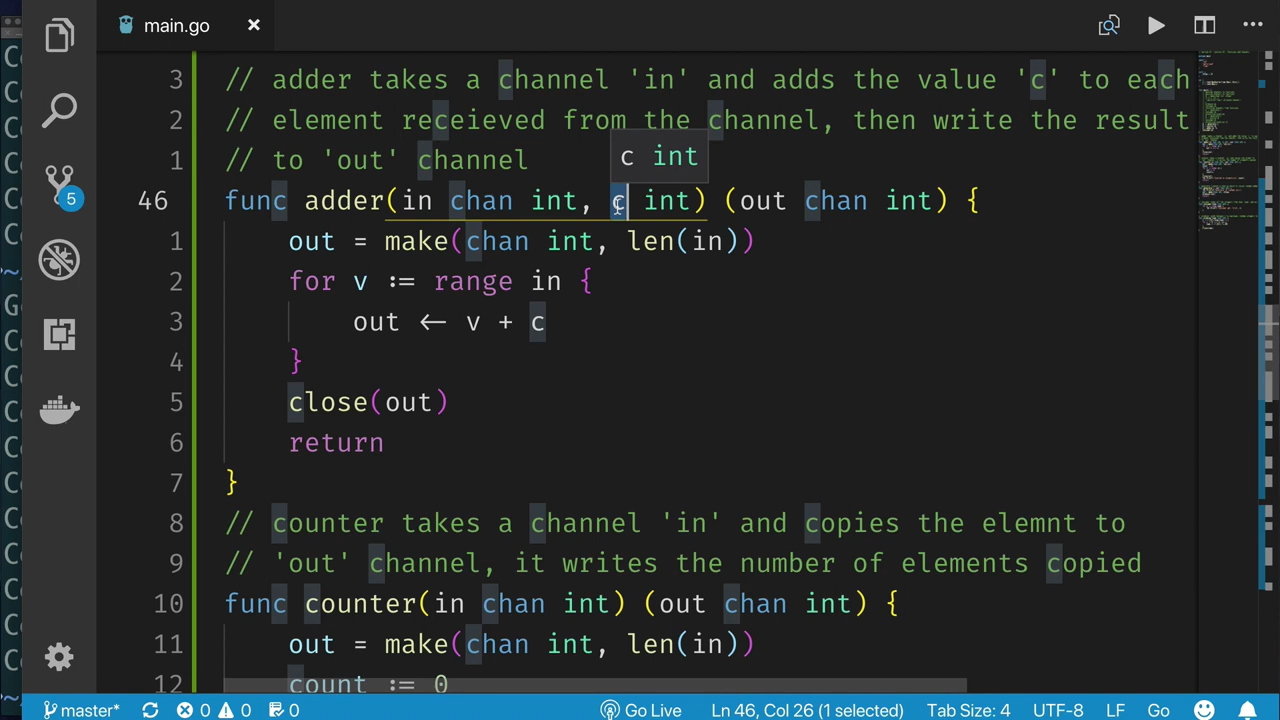 main.go
3 // adder takes a channel 'in' and adds the value 'c' to each
2 // element receieved from the channel, then write the result
1 // to 'out' channel
c int
46 func adder(in chan int, c int) (out chan int) {
1 out = make(chan int, len(in))
2 for v := range in {
3 out <- v + c
4 }
5 close(out)
6 return
7 }
8 // counter takes a channel 'in' and copies the elemnt to
9 // 'out' channel, it writes the number of elements copied
10 func counter(in chan int) (out chan int) {
11 out = make(chan int, len(in))
12 count := 0
5
master* 0 0 0 Go Live Ln 46, Col 26 (1 selected) Tab Size: 4 UTF-8 LF Go